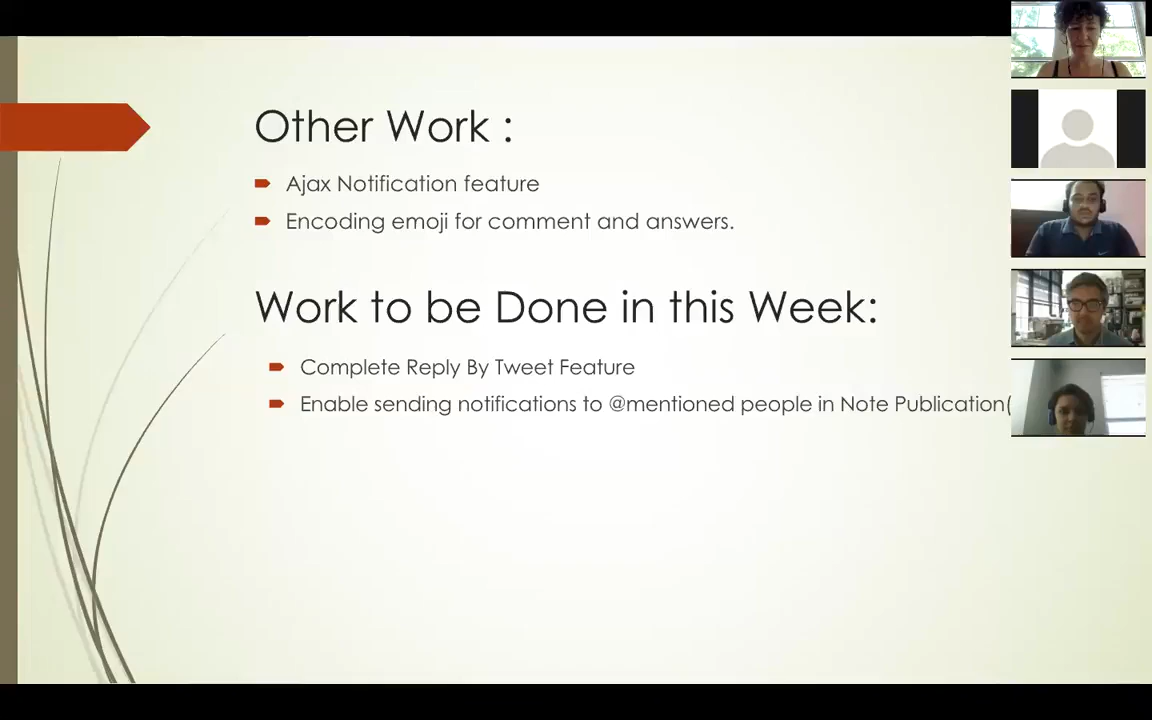 Other Work :
Ajax Notification feature
Encoding emoji for comment and answers.
Work to be Done in this Week:
Complete Reply By Tweet Feature
Enable sending notifications to @mentioned people in Note Publication(